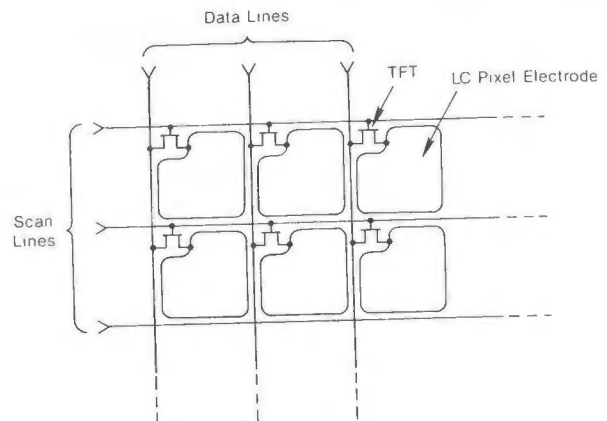 Data Lines
TFT
LC Pixel Electrode
Scan
Lines